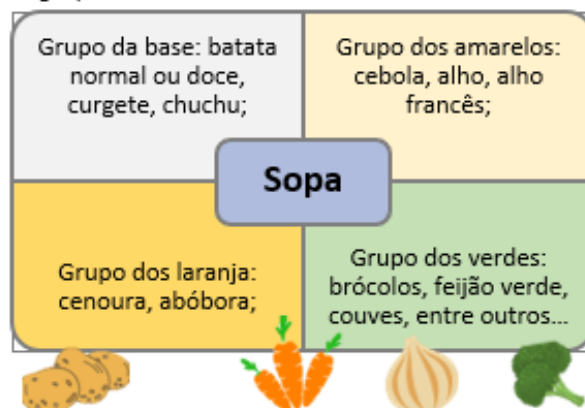 Grupo da base: batata
normal ou doce,
curgete, chuchu;
Grupo dos amarelos:
cebola, alho, alho
francês;
Sopa
Grupo dos laranja:
cenoura, abóbora;
Grupo dos verdes:
brócolos, feijão verde,
couves, entre outros...